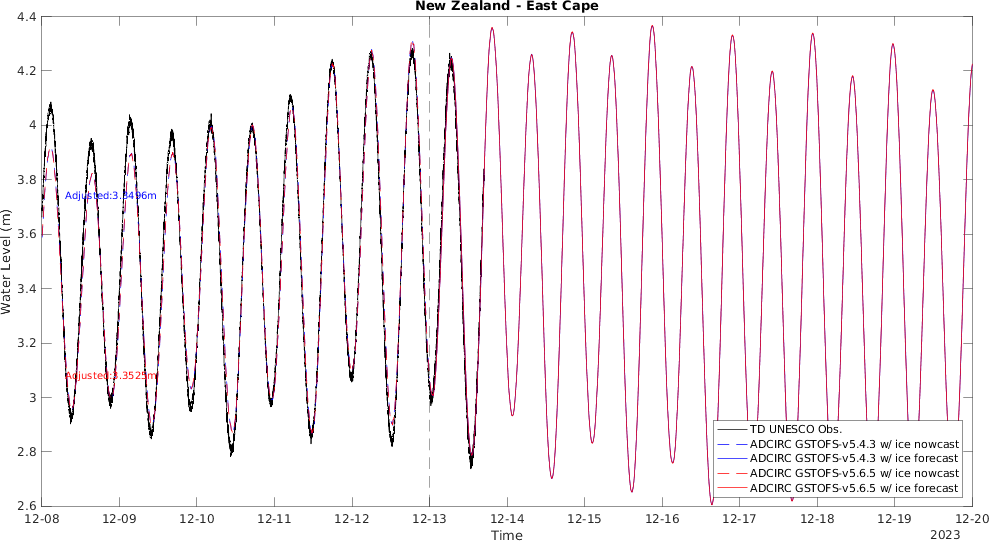 New Zealand - East Cape
4.4
4.2
4
3.8
3.6
3.4
3.2
3
2.8
2.6
Water Level (m)
Adjusted:3.3496m
Adjusted:3.3525m
TD UNESCO Obs.
ADCIRC GSTOFS-v5.4.3 w/ ice nowcast
ADCIRC GSTOFS-v5.4.3 w/ ice forecast
ADCIRC GSTOFS-v5.6.5 w/ ice nowcast
ADCIRC GSTOFS-v5.6.5 w/ ice forecast
12-08 12-09 12-10 12-11 12-12 12-13 12-14 12-15 12-16 12-17 12-18 12-19 12-20
Time
2023